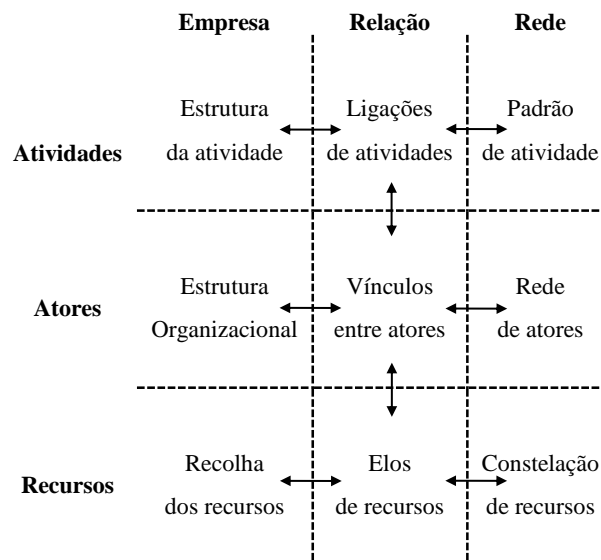 Empresa Relação Rede
Estrutura Ligações Padrão
Atividades
da atividade de atividades de atividade
Estrutura Vínculos Rede
Atores
Organizacional entre atores de atores
Recolha Elos Constelação
Recursos
dos recursos de recursos de recursos